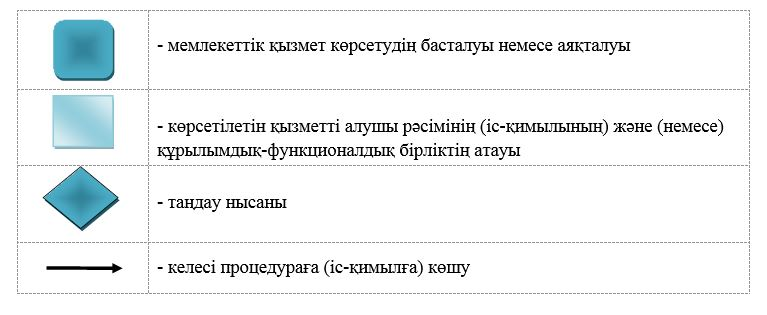 - мемлекеттік қызмет көрсетудің басталуы немесе аяқталуы
- көрсетілетін қызметті алушы рәсімінің (іс-қимылының) және (немесе)
құрылымдық-функционалдық бірліктің атауы
- таңдау нысаны
- келесі процедураға (іс-қимылға) көшу